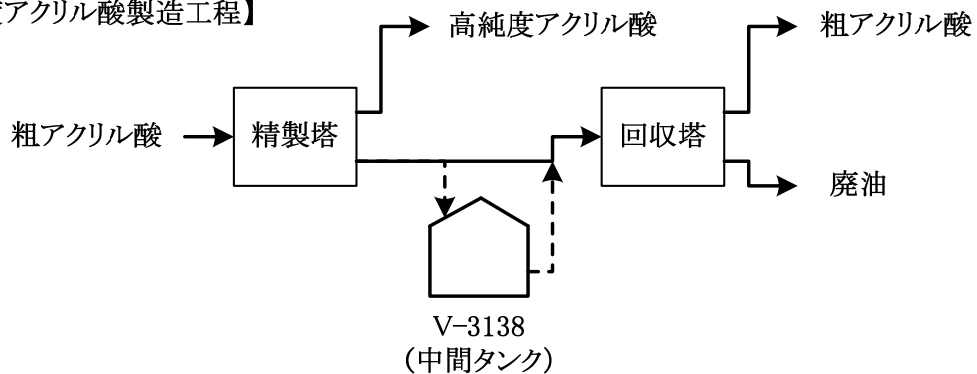 アクリル酸製造工程】
高純度アクリル酸
粗アクリル酸
粗アクリル酸
精製塔
回収塔
廃油
V-3138
(中間タンク)